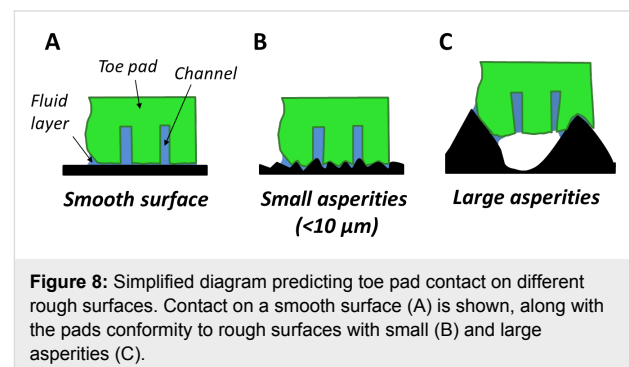 A
B
C
Toe pad
Channel
Fluid
layer
Smooth surface
Small asperities
(<10 µm)
Large asperities
Figure 8: Simplified diagram predicting toe pad contact on different
rough surfaces. Contact on a smooth surface (A) is shown, along with
the pads conformity to rough surfaces with small (B) and large
asperities (C).